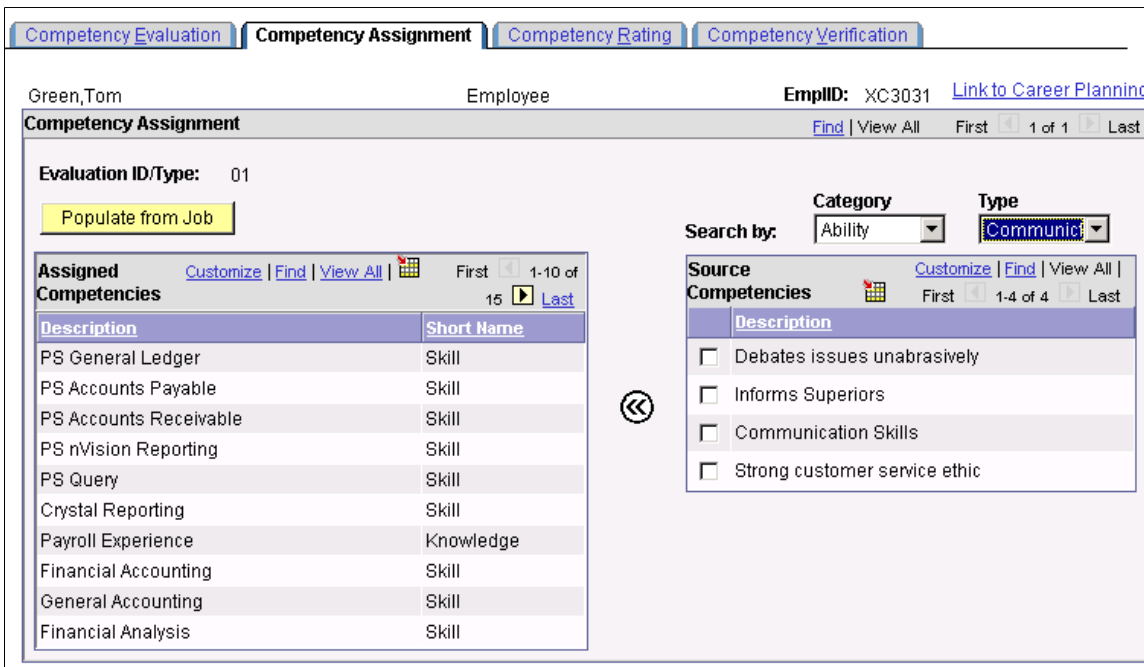 Competency Evaluation Competency Assignment Competency Rating Competency Verification
Green,Tom Employee EmplID: XC3031 Link to Career Planning
Competency Assignment Find | View All First 1 of 1 Last
Evaluation ID/Type: 01
Populate from Job
Category Type
Search by: Ability Communic
Assigned Competencies Customize | Find | View All | First 1-10 of 15 Last
Description Short Name
PS General Ledger Skill
PS Accounts Payable Skill
PS Accounts Receivable Skill
PS nVision Reporting Skill
PS Query Skill
Crystal Reporting Skill
Payroll Experience Knowledge
Financial Accounting Skill
General Accounting Skill
Financial Analysis Skill
Source Competencies Customize | Find | View All | First 1-4 of 4 Last
Description
Debates issues unabrasively
Informs Superiors
Communication Skills
Strong customer service ethic